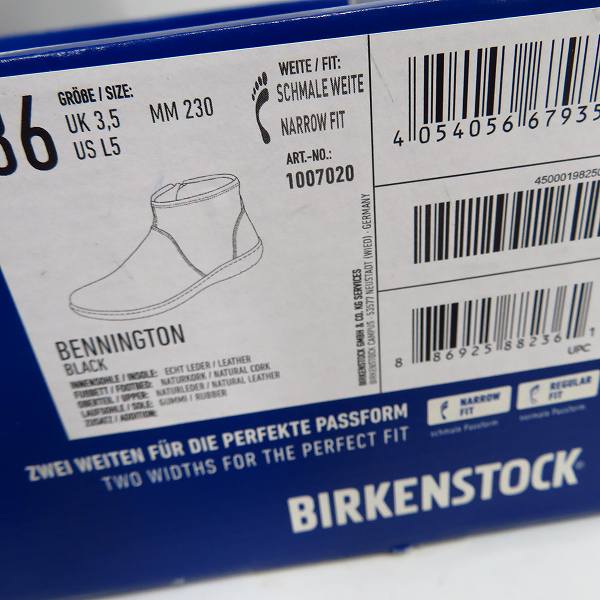 36
GRÖßE / SIZE:
UK 3,5
US L5
MM 230
WEITE / FIT:
SCHMALE WEITE
NARROW FIT
ART.-NO.:
1007020
BENNINGTON
BLACK
INNENSOHLE / INSOLE: ECHT LEDER / LEATHER
FUßBETT / FOOTBED: NATURKORK / NATURAL CORK
OBERTEIL / UPPER: NATURLEDER / NATURAL LEATHER
LAUFSOHLE / SOLE: GUMMI / RUBBER
ZUSATZ / ADDITION:
BIRKENSTOCK GMBH & CO. KG SERVICES
BIRKENSTOCK CAMPUS · 53577 NEUSTADT (WIED) · GERMANY
4 054056 67935
45000198250
8 86925 88236 1
UPC
ZWEI WEITEN FÜR DIE PERFEKTE PASSFORM
TWO WIDTHS FOR THE PERFECT FIT
NARROW FIT
schmale Passform
REGULAR FIT
normale Passform
BIRKENSTOCK®